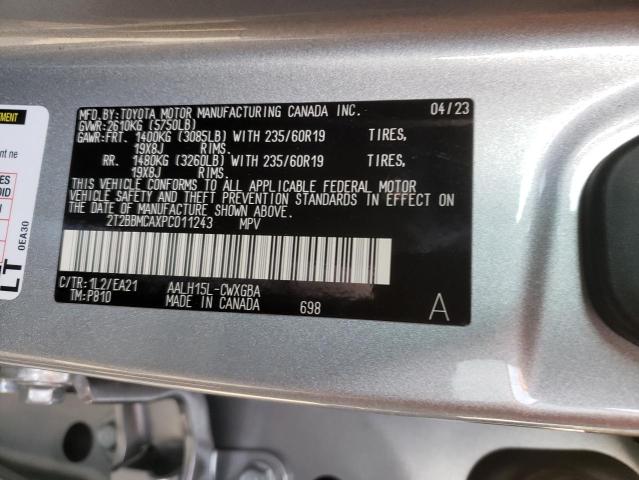 MFD.BY:TOYOTA MOTOR MANUFACTURING CANADA INC. 04/23
GVWR:2610KG (5750LB)
GAWR:FRT. 1400KG (3085LB) WITH 235/60R19 TIRES,
19X8J RIMS.
RR. 1480KG (3260LB) WITH 235/60R19 TIRES,
19X8J RIMS.
THIS VEHICLE CONFORMS TO ALL APPLICABLE FEDERAL MOTOR
VEHICLE SAFETY AND THEFT PREVENTION STANDARDS IN EFFECT ON
THE DATE OF MANUFACTURE SHOWN ABOVE.
2T2BBMCAXPC011243 MPV
C/TR:1L2/EA21 AALH15L-CWXGBA
TM:P810 MADE IN CANADA 698
A
0EA30
LT